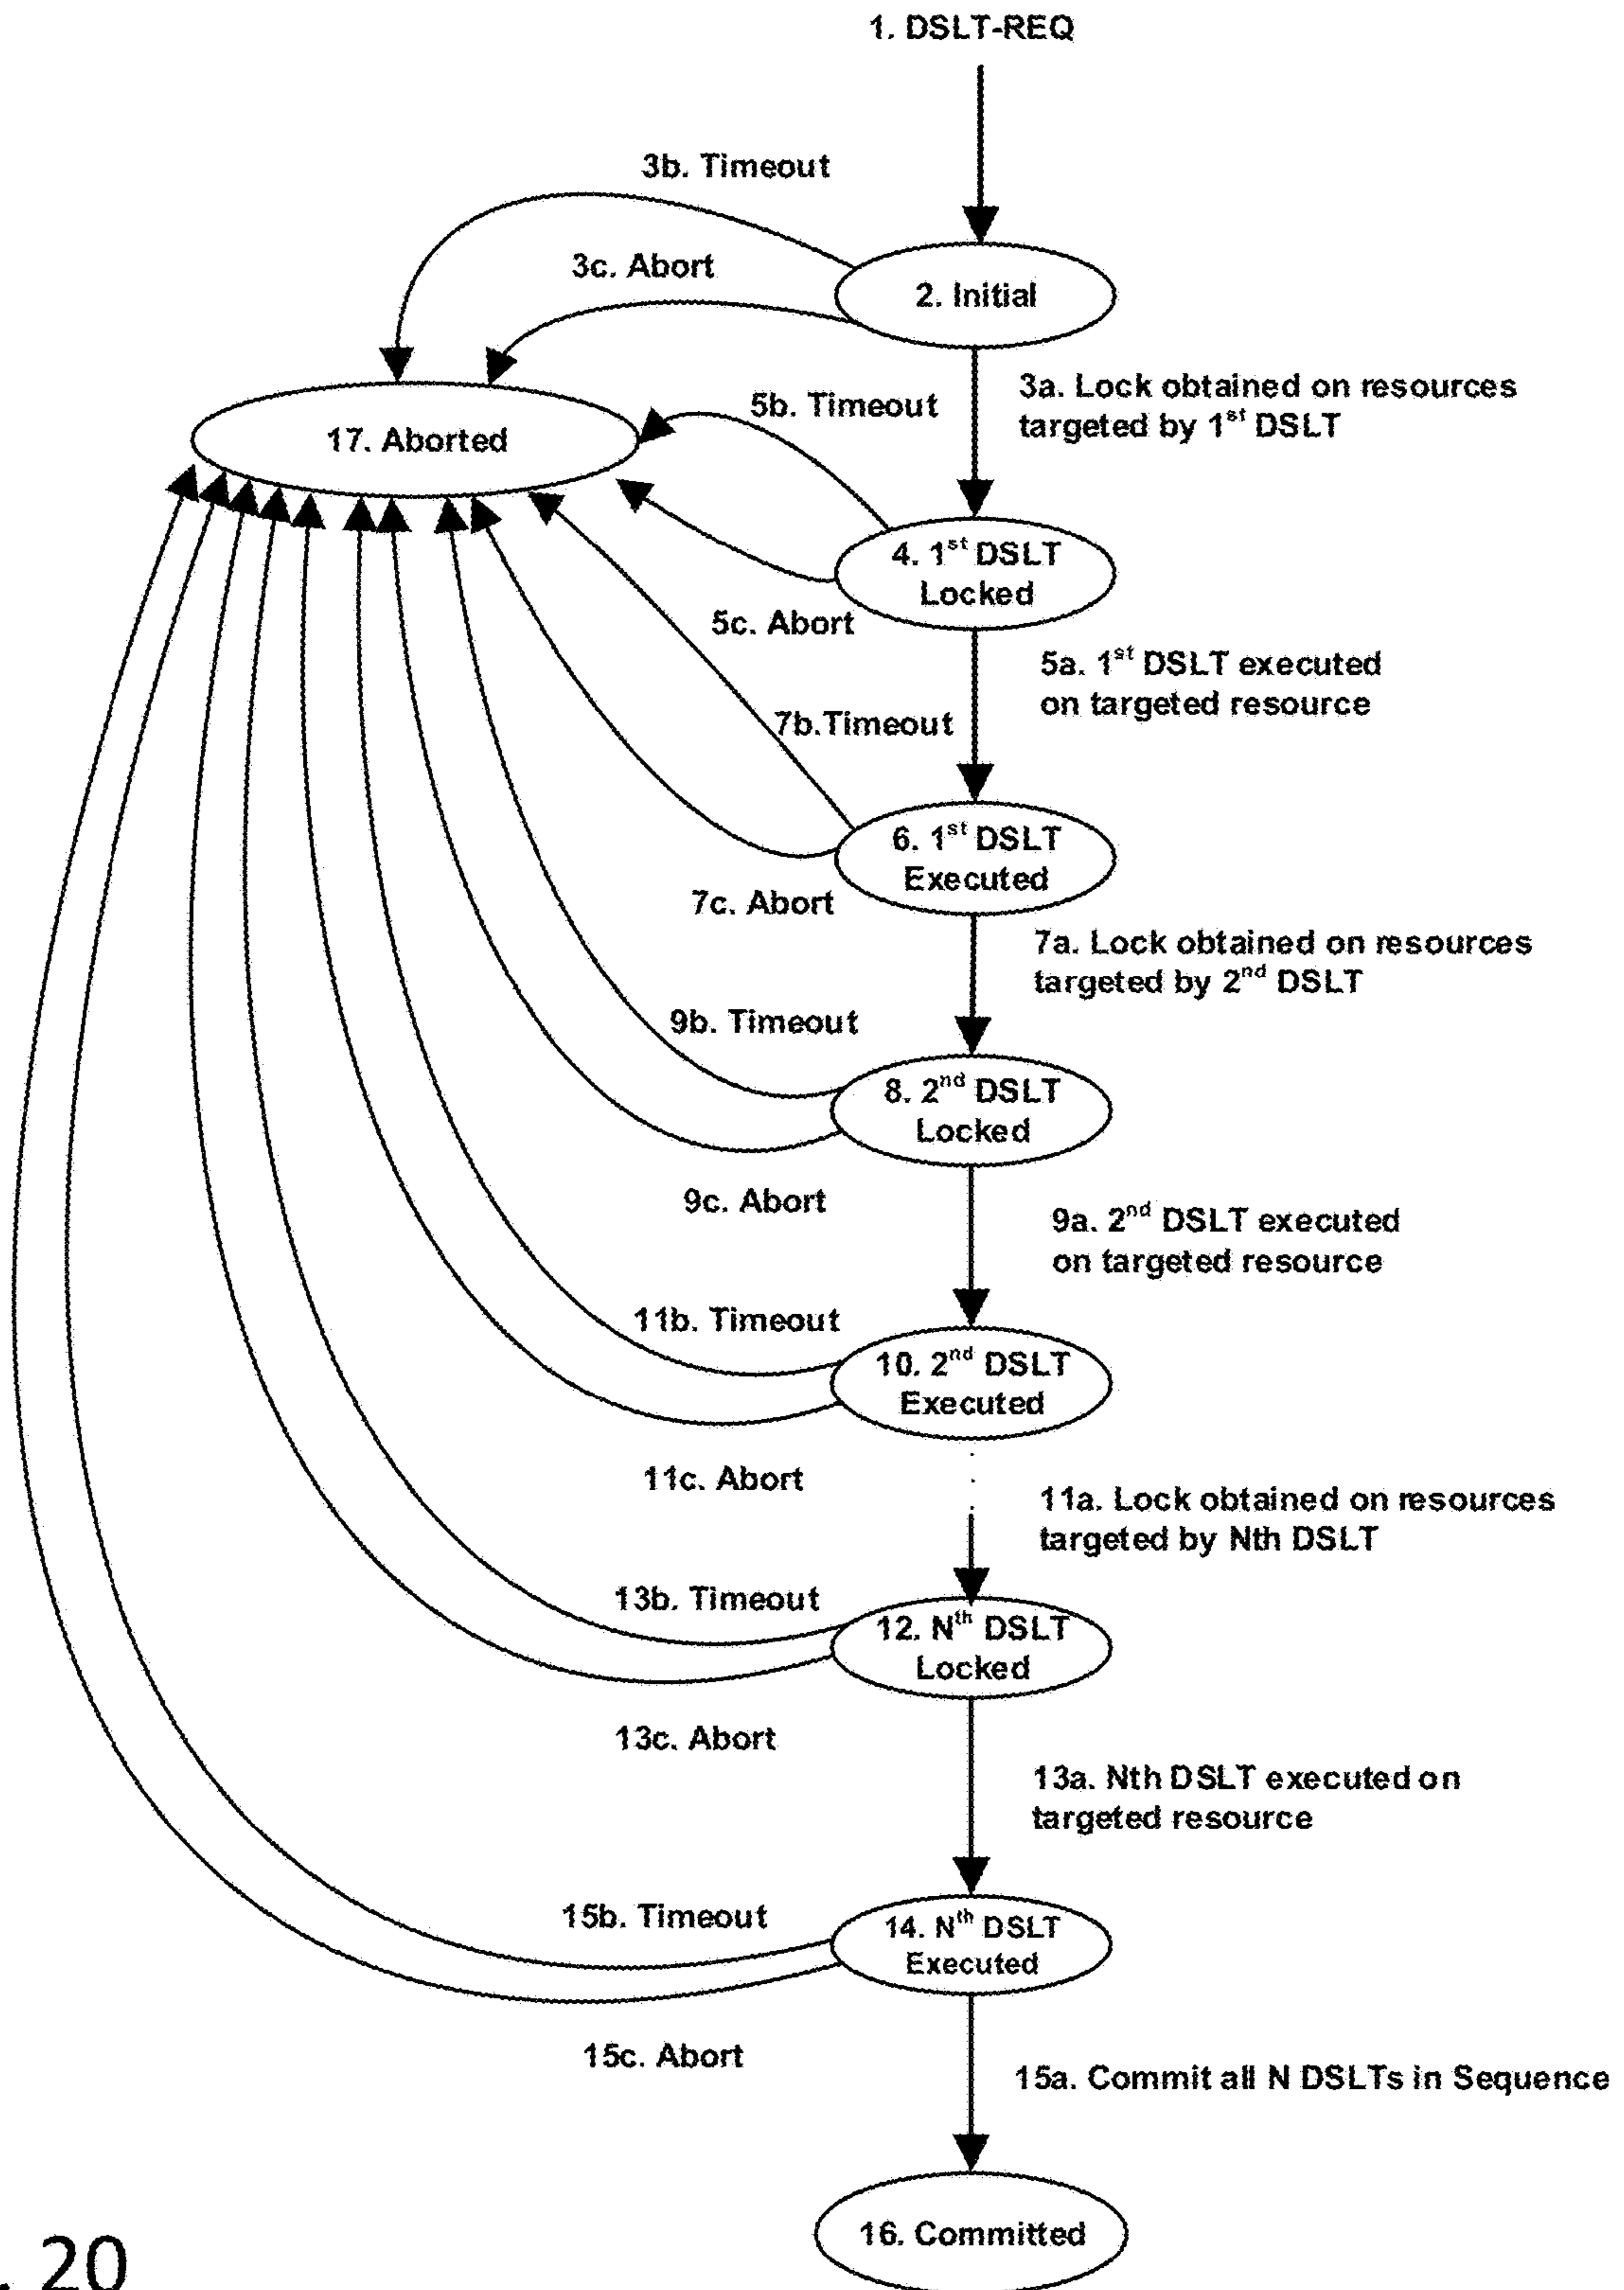 1. DSLT-REQ
3b. Timeout
3c. Abort
2. Initial
3a. Lock obtained on resources
targeted by 1st DSLT
5b. Timeout
17. Aborted
4. 1st DSLT
Locked
5c. Abort
5a. 1st DSLT executed
on targeted resource
7b.Timeout
6. 1st DSLT
Executed
7c. Abort
7a. Lock obtained on resources
targeted by 2nd DSLT
9b. Timeout
8. 2nd DSLT
Locked
9c. Abort
9a. 2nd DSLT executed
on targeted resource
11b. Timeout
10. 2nd DSLT
Executed
11c. Abort
11a. Lock obtained on resources
targeted by Nth DSLT
13b. Timeout
12. Nth DSLT
Locked
13c. Abort
13a. Nth DSLT executed on
targeted resource
15b. Timeout
14. Nth DSLT
Executed
15c. Abort
15a. Commit all N DSLTs in Sequence
16. Committed
. 20